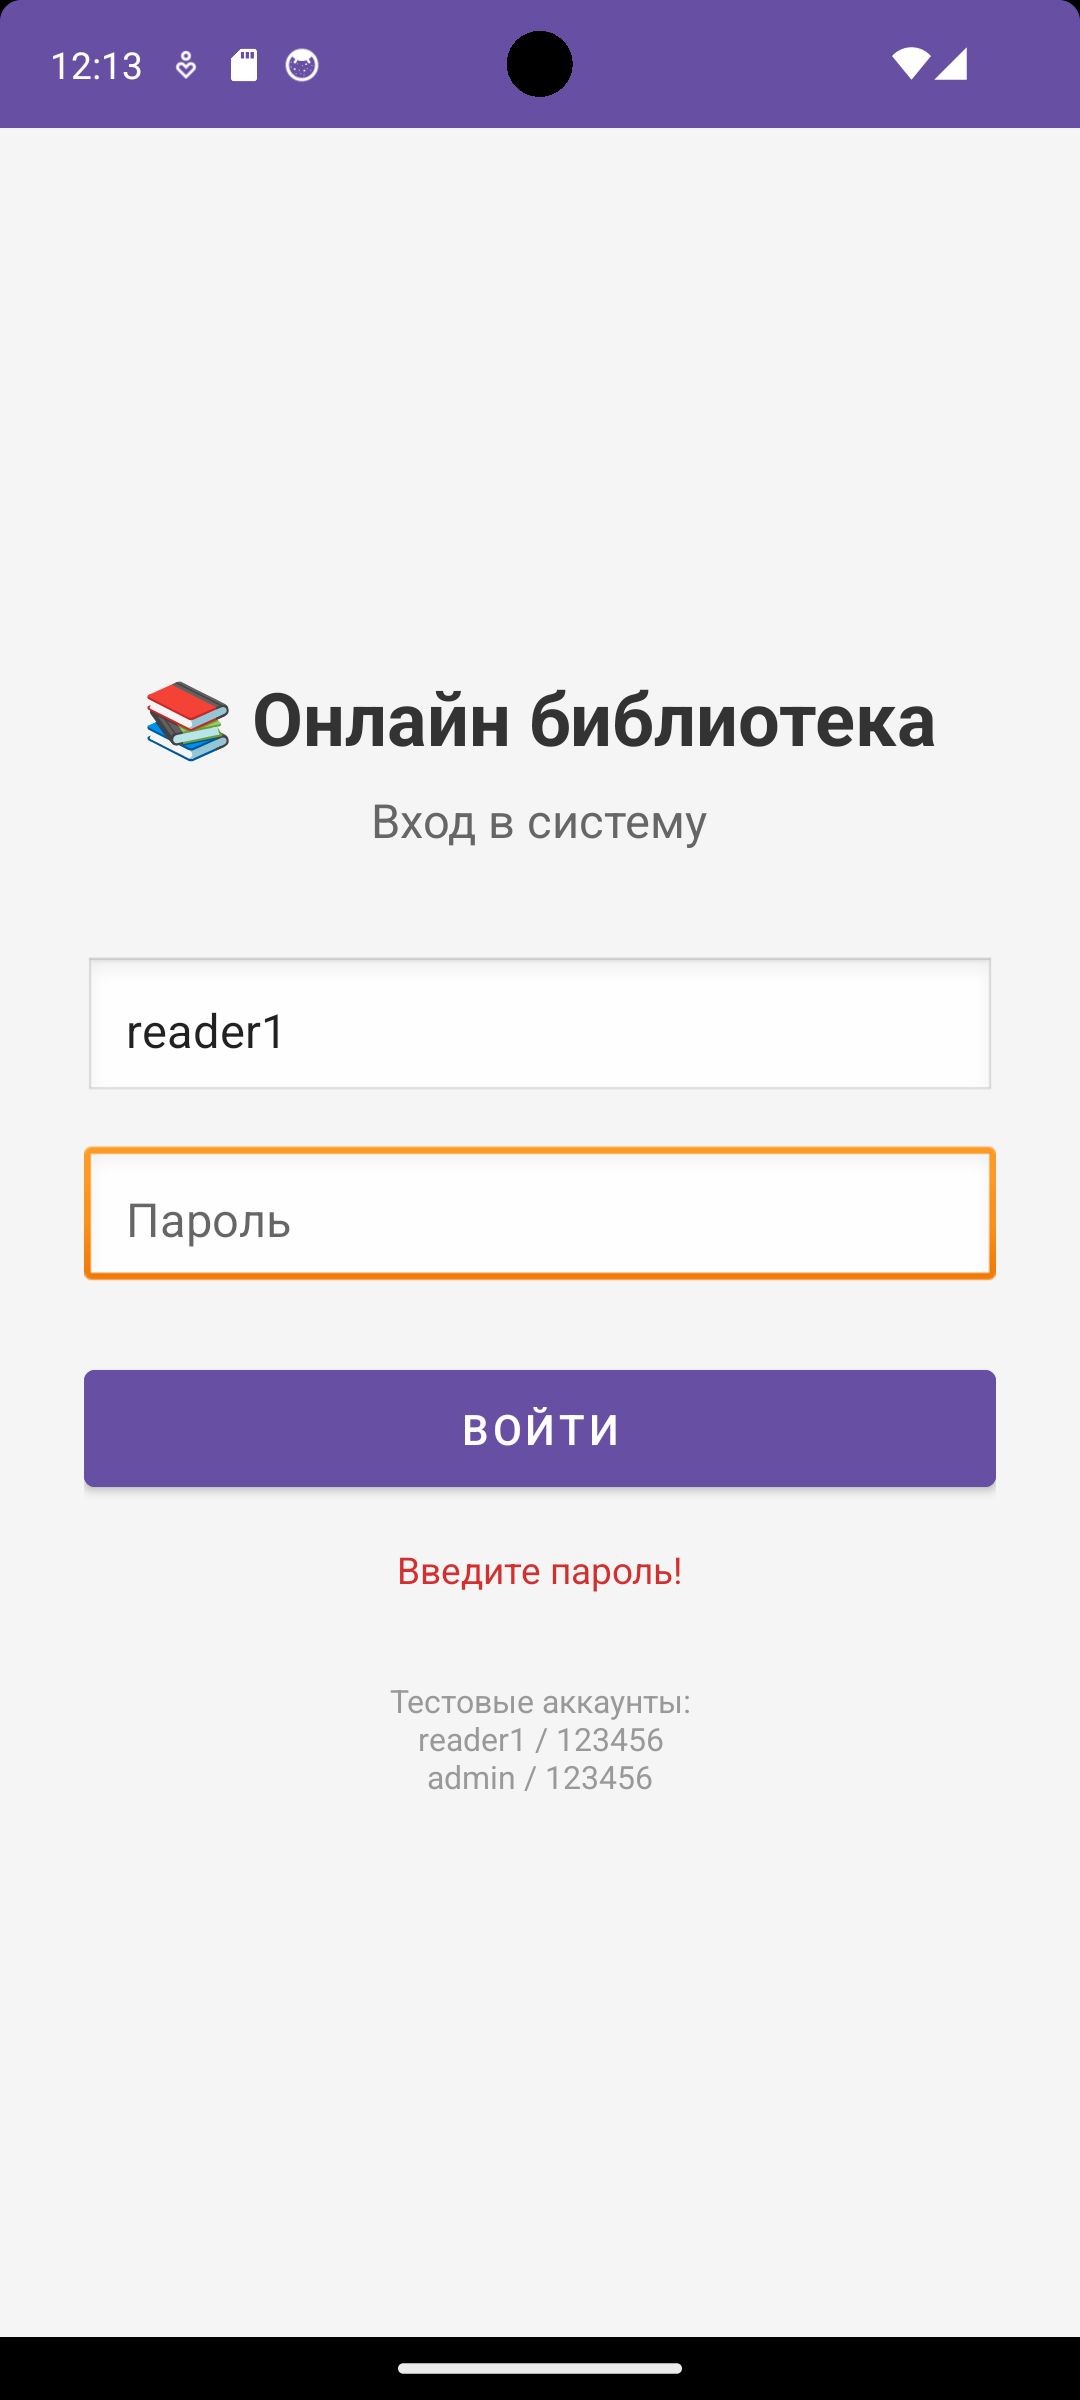 12:13
Онлайн библиотека
Вход в систему
reader1
Пароль
ВОЙТИ
Введите пароль!
Тестовые аккаунты:
reader1 / 123456
admin / 123456